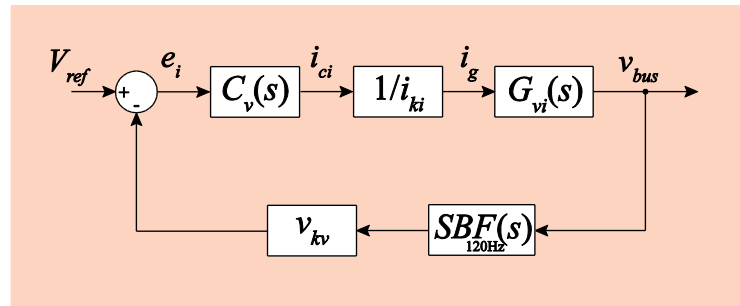 V_ref
+
-
e_i
C_v(s)
i_ci
1/i_ki
i_g
G_vi(s)
v_bus
v_kv
SBF(s)
120Hz